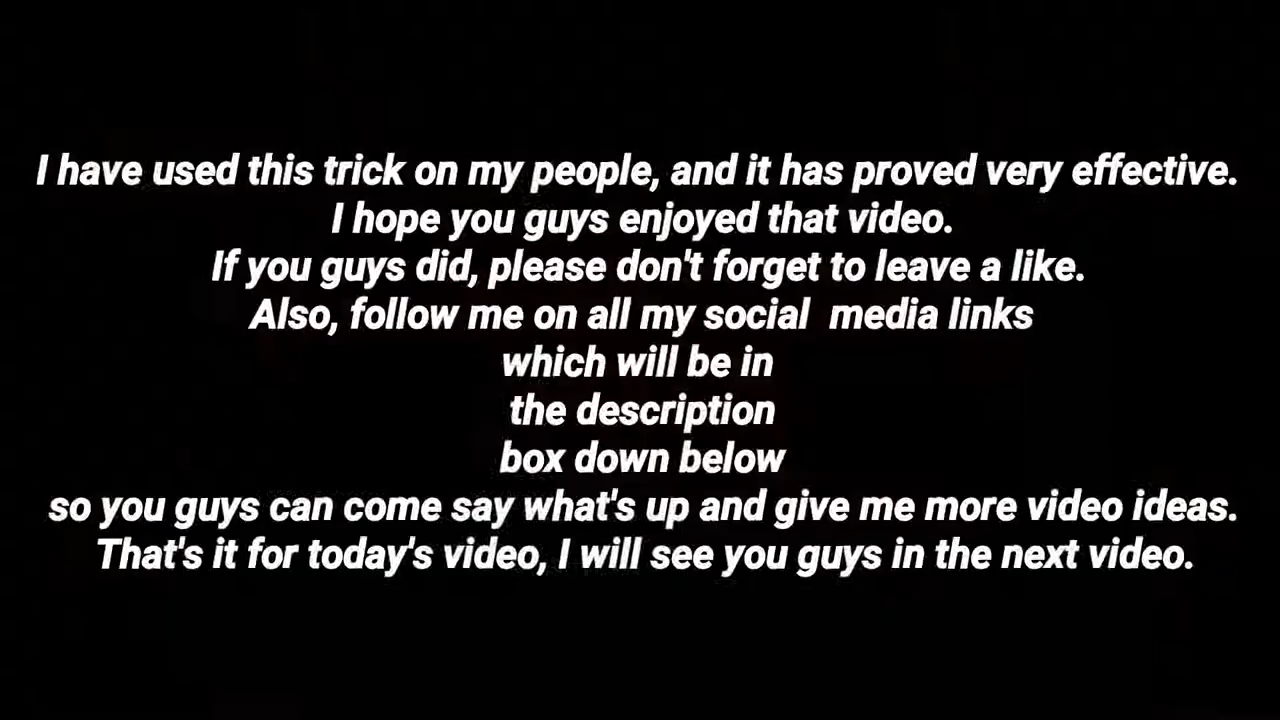 I have used this trick on my people, and it has proved very effective.
I hope you guys enjoyed that video.
If you guys did, please don't forget to leave a like.
Also, follow me on all my social  media links
which will be in
the description
box down below
so you guys can come say what's up and give me more video ideas.
That's it for today's video, I will see you guys in the next video.